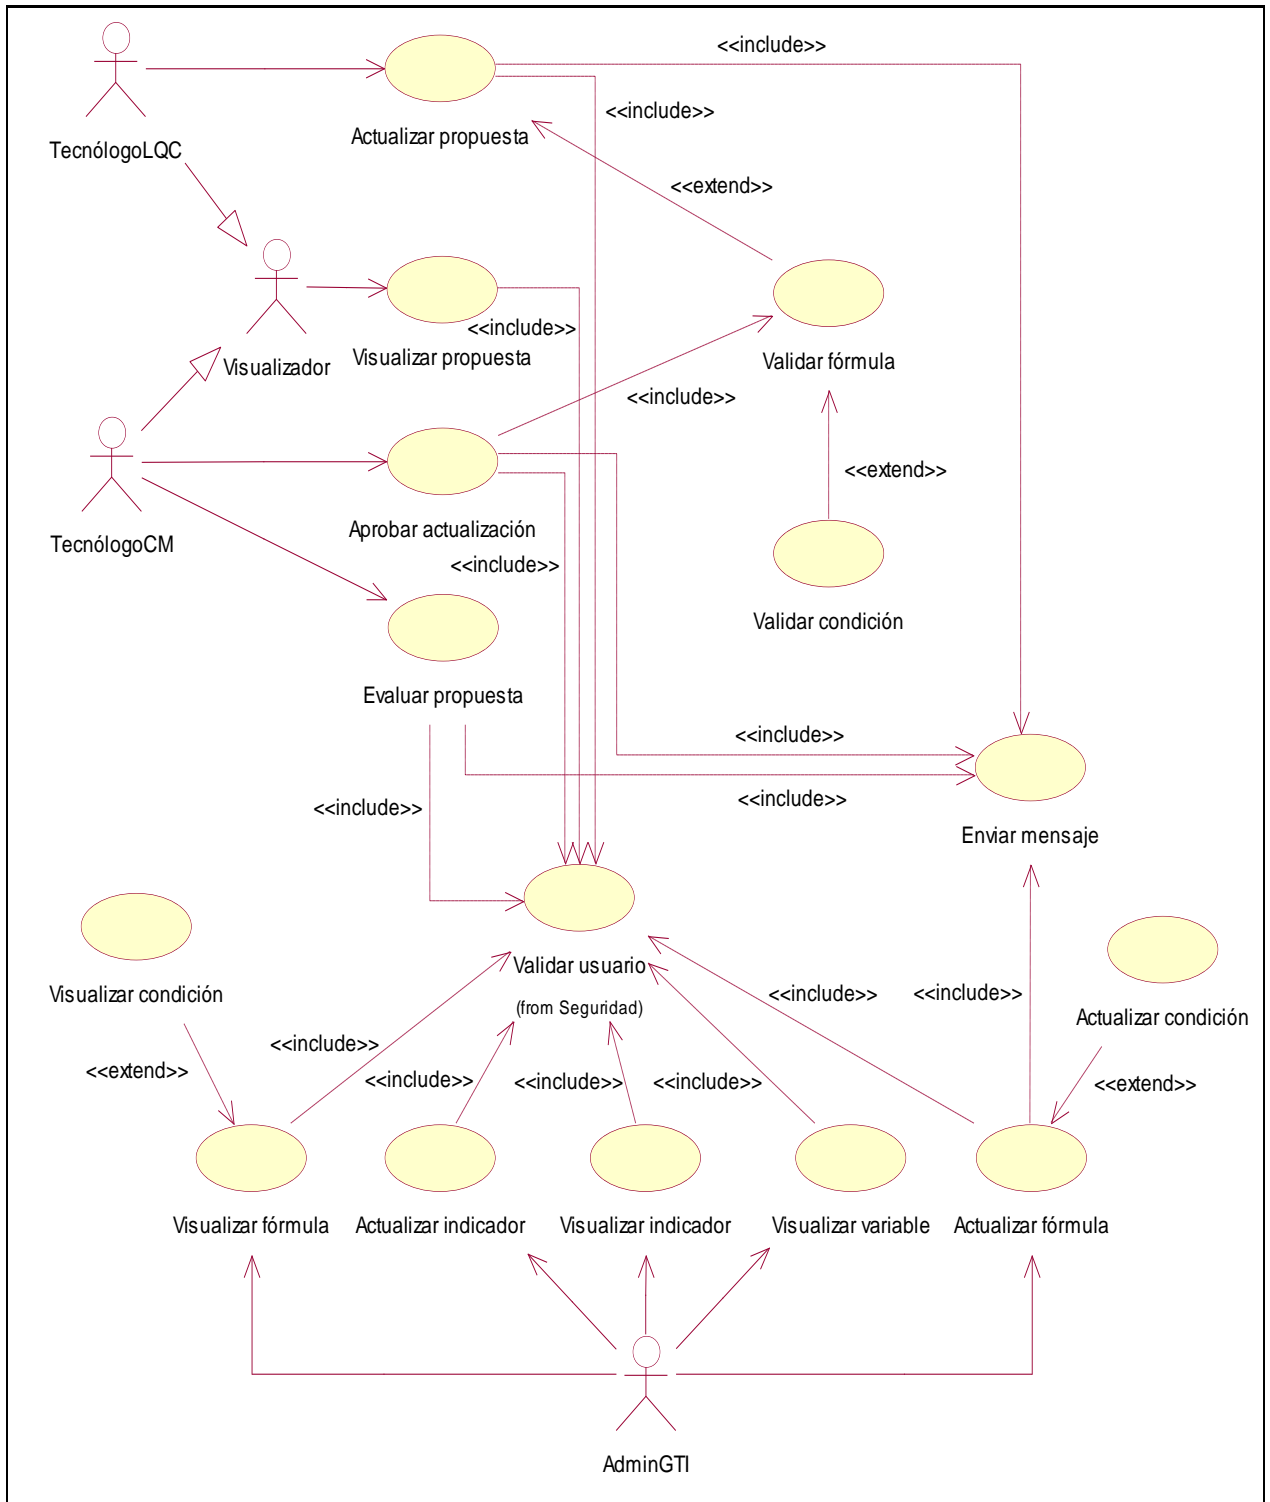 <<include>>
<<include>>
Actualizar propuesta
TecnólogoLQC
<<extend>>
<<include>>
Visualizar propuesta
Visualizador
Validar fórmula
<<include>>
<<extend>>
Aprobar actualización
TecnólogoCM
<<include>>
Validar condición
Evaluar propuesta
<<include>>
<<include>>
<<include>>
Enviar mensaje
Validar usuario
(from Seguridad)
Visualizar condición
<<include>>
<<include>>
Actualizar condición
<<include>>
<<extend>>
<<include>>
<<include>>
<<include>>
<<extend>>
Visualizar fórmula
Actualizar indicador
Visualizar indicador
Visualizar variable
Actualizar fórmula
AdminGTI